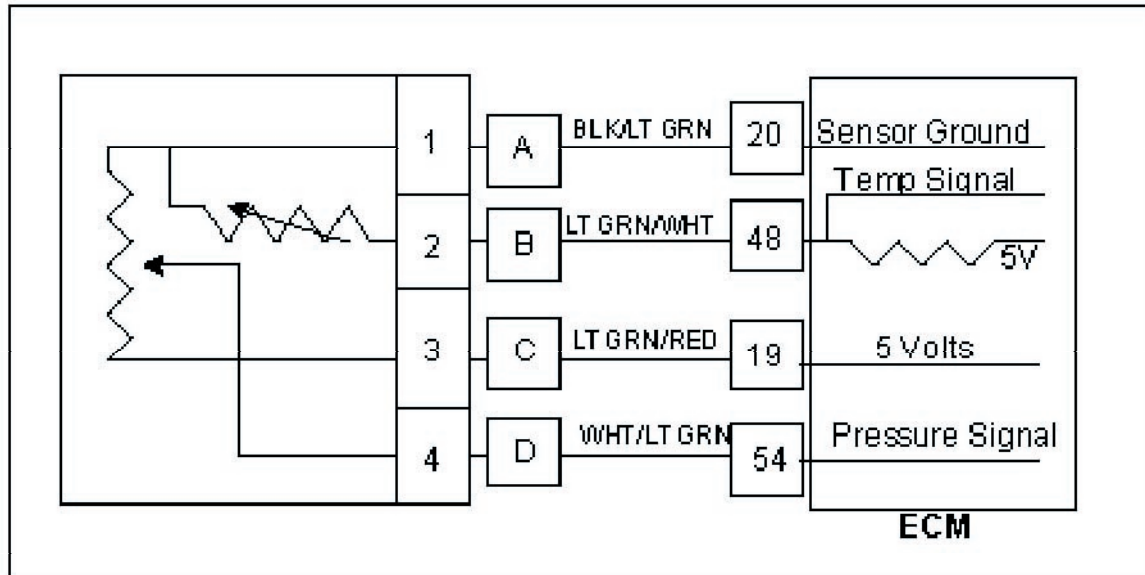 1 A BLK/LT GRN 20 Sensor Ground
Temp Signal
2 B LT GRN/WHT 48
5V
3 C LT GRN/RED 19 5 Volts
4 D WHT/LT GRN 54 Pressure Signal
ECM